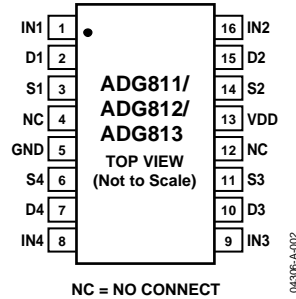 IN1 1 16 IN2
D1 2 15 D2
S1 3 14 S2
NC 4 13 VDD
GND 5 12 NC
S4 6 11 S3
D4 7 10 D3
IN4 8 9 IN3
ADG811/
ADG812/
ADG813
TOP VIEW
(Not to Scale)
NC = NO CONNECT
04306-A-002